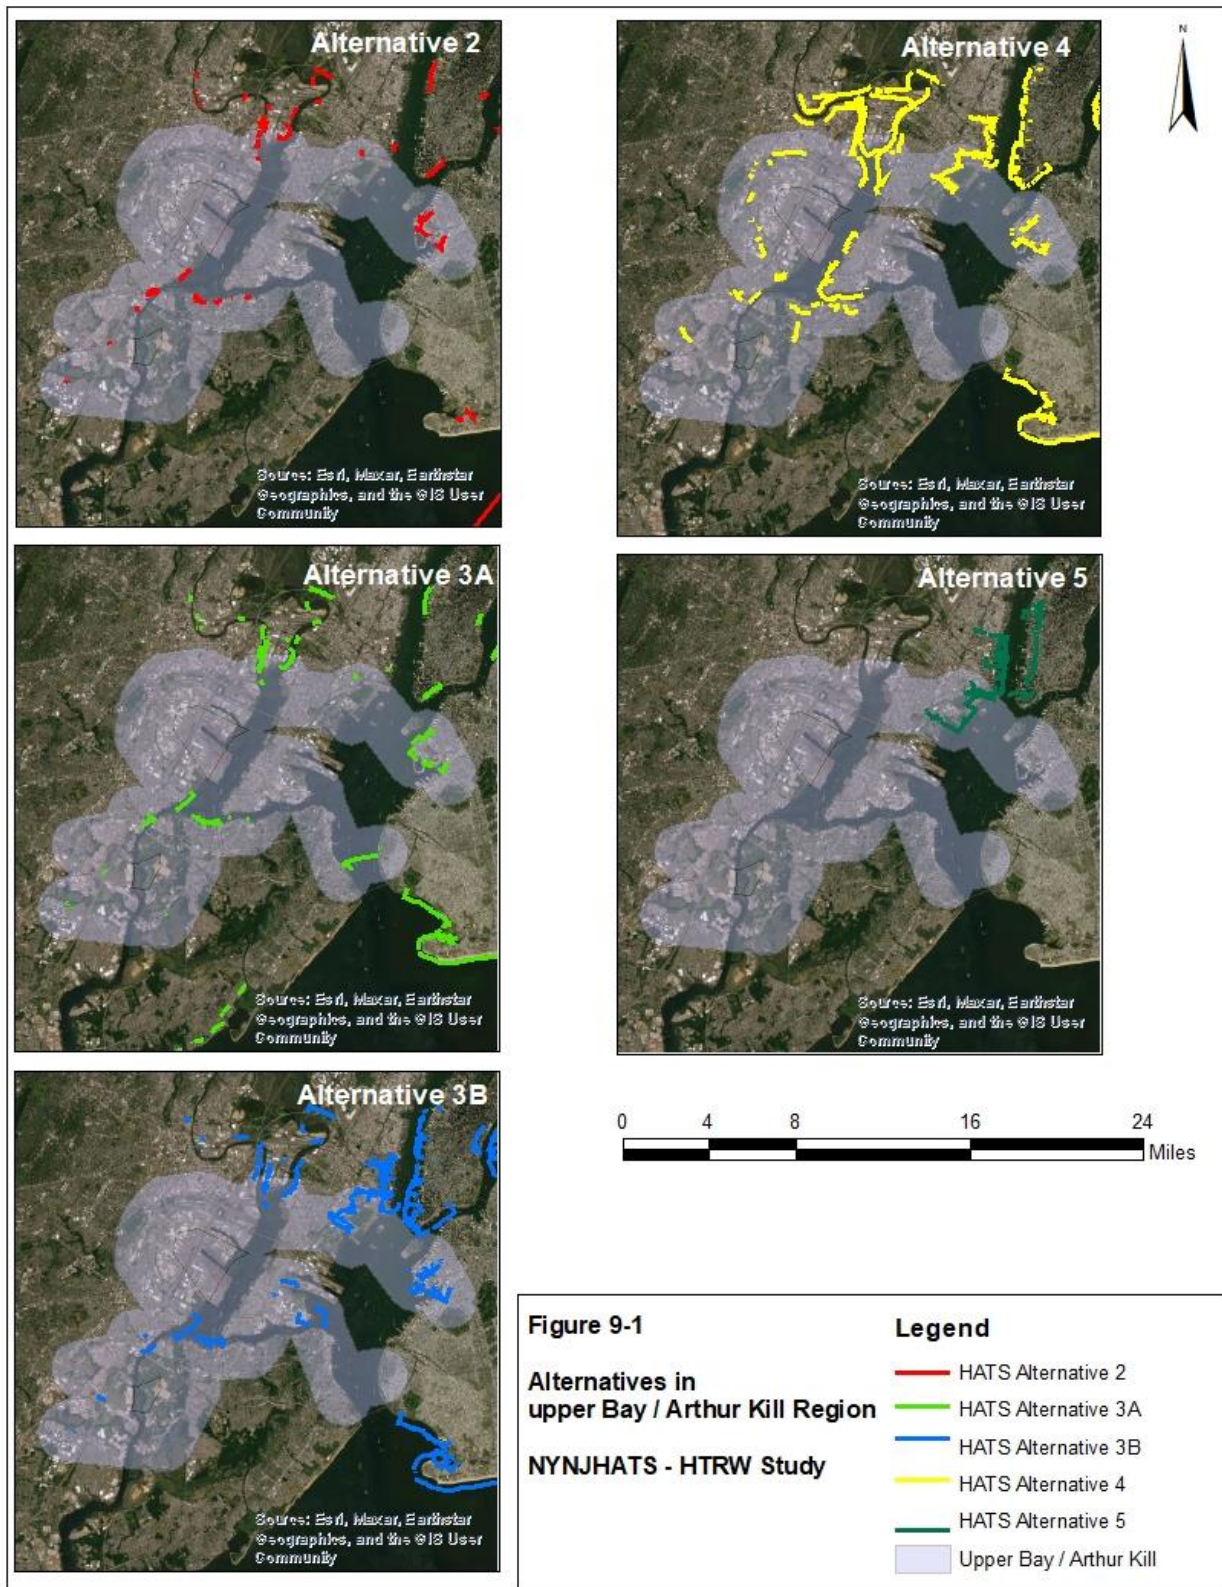 Alternative 2
Source: Esri, Maxar, Earthstar
Geographics, and the GIS User
Community
Alternative 4
Source: Esri, Maxar, Earthstar
Geographics, and the GIS User
Community
N
Alternative 3A
Source: Esri, Maxar, Earthstar
Geographics, and the GIS User
Community
Alternative 5
Source: Esri, Maxar, Earthstar
Geographics, and the GIS User
Community
Alternative 3B
Source: Esri, Maxar, Earthstar
Geographics, and the GIS User
Community
0 4 8 16 24
Miles
Figure 9-1
Alternatives in
upper Bay / Arthur Kill Region
NYNJHATS - HTRW Study
Legend
HATS Alternative 2
HATS Alternative 3A
HATS Alternative 3B
HATS Alternative 4
HATS Alternative 5
Upper Bay / Arthur Kill